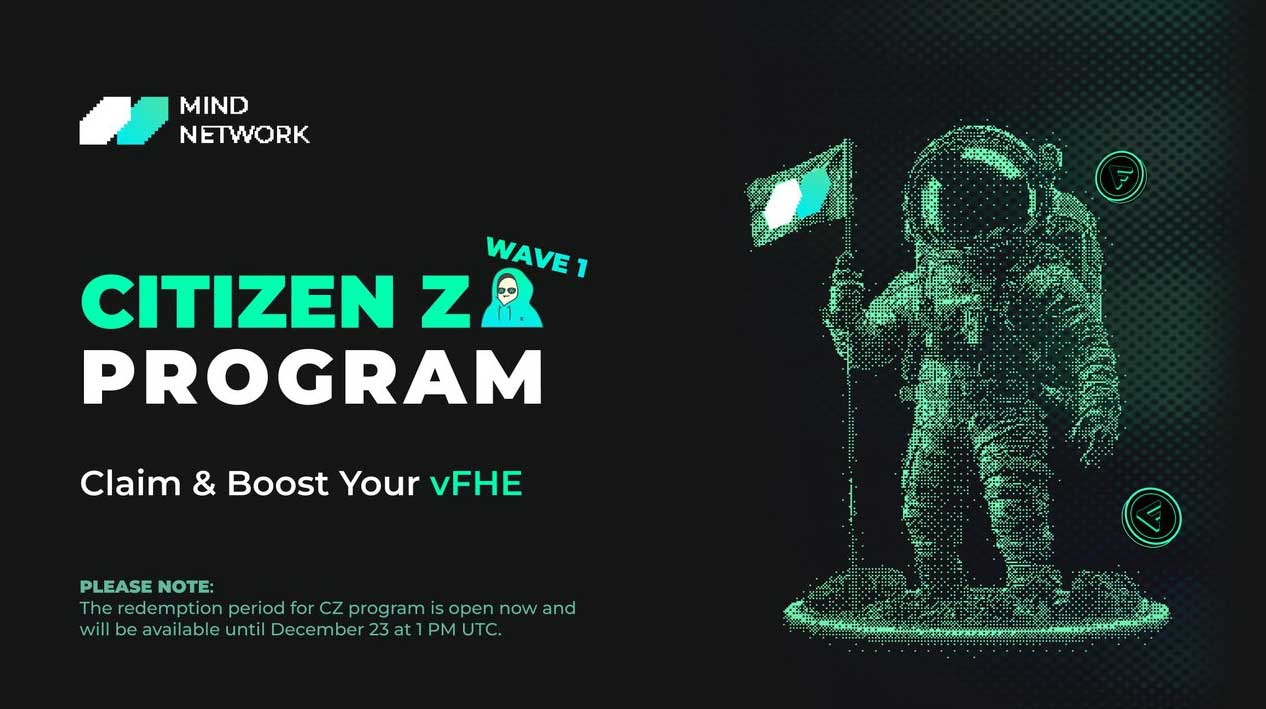 MIND
NETWORK
WAVE 1
CITIZEN Z
PROGRAM
Claim & Boost Your vFHE
PLEASE NOTE:
The redemption period for CZ program is open now and
will be available until December 23 at 1 PM UTC.